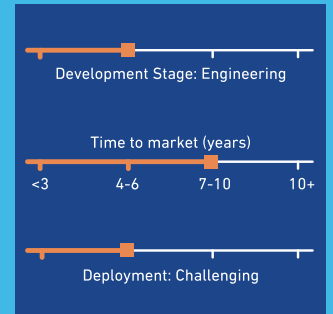 Development Stage: Engineering
Time to market (years)
<3 4-6 7-10 10+
Deployment: Challenging